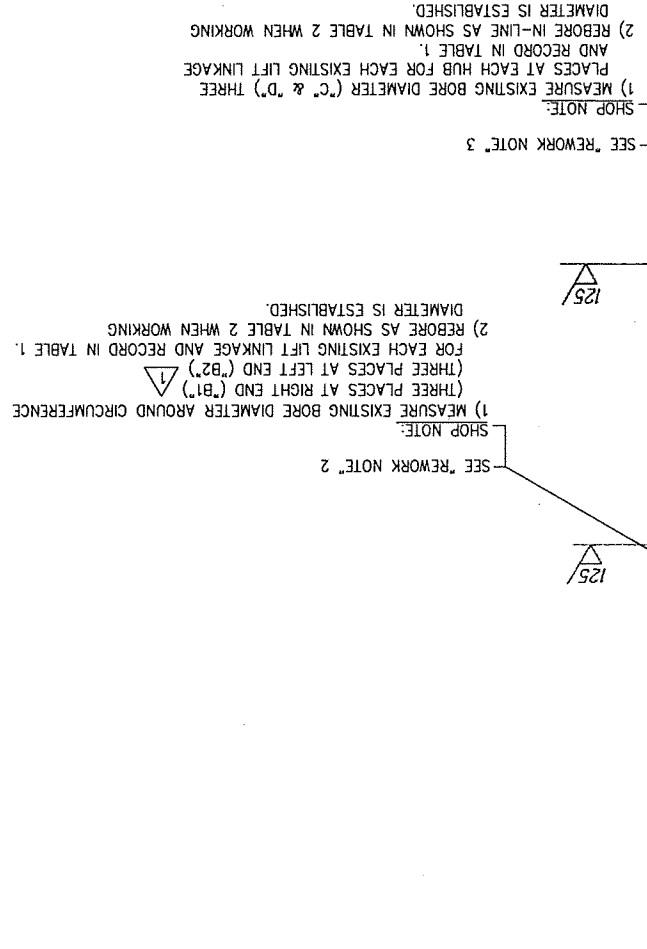 125
SEE "REWORK NOTE" 2
SHOP NOTE:
1) MEASURE EXISTING BORE DIAMETER AROUND CIRCUMFERENCE
(THREE PLACES AT RIGHT END ("B1") 1
(THREE PLACES AT LEFT END ("B2")
FOR EACH EXISTING LIFT LINKAGE AND RECORD IN TABLE 1.
2) REBORE AS SHOWN IN TABLE 2 WHEN WORKING
DIAMETER IS ESTABLISHED.
125
SEE "REWORK NOTE" 3
SHOP NOTE:
1) MEASURE EXISTING BORE DIAMETER ("C" & "D") THREE
PLACES AT EACH HUB FOR EACH EXISTING LIFT LINKAGE
AND RECORD IN TABLE 1.
2) REBORE IN-LINE AS SHOWN IN TABLE 2 WHEN WORKING
DIAMETER IS ESTABLISHED.